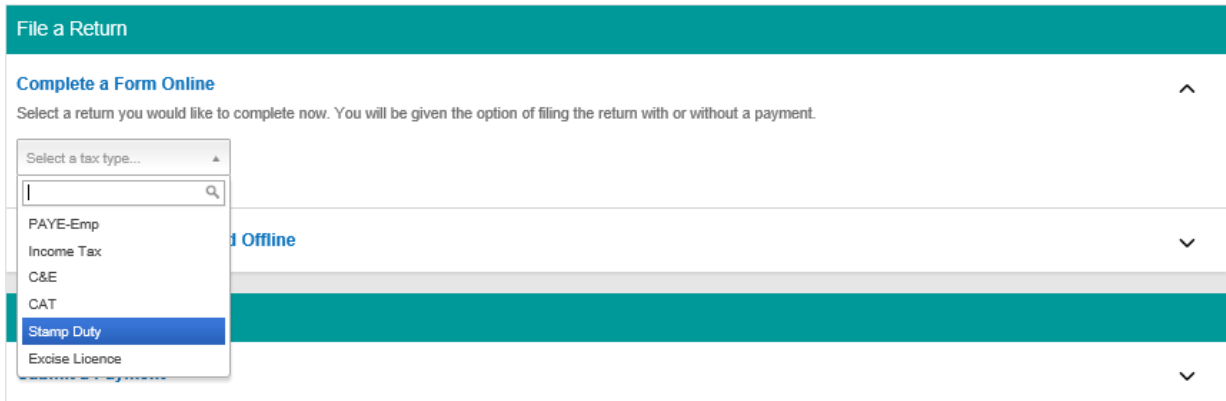 File a Return
Complete a Form Online
Select a return you would like to complete now. You will be given the option of filing the return with or without a payment.
Select a tax type...
PAYE-Emp
Income Tax
Offline
C&E
CAT
Stamp Duty
Excise Licence